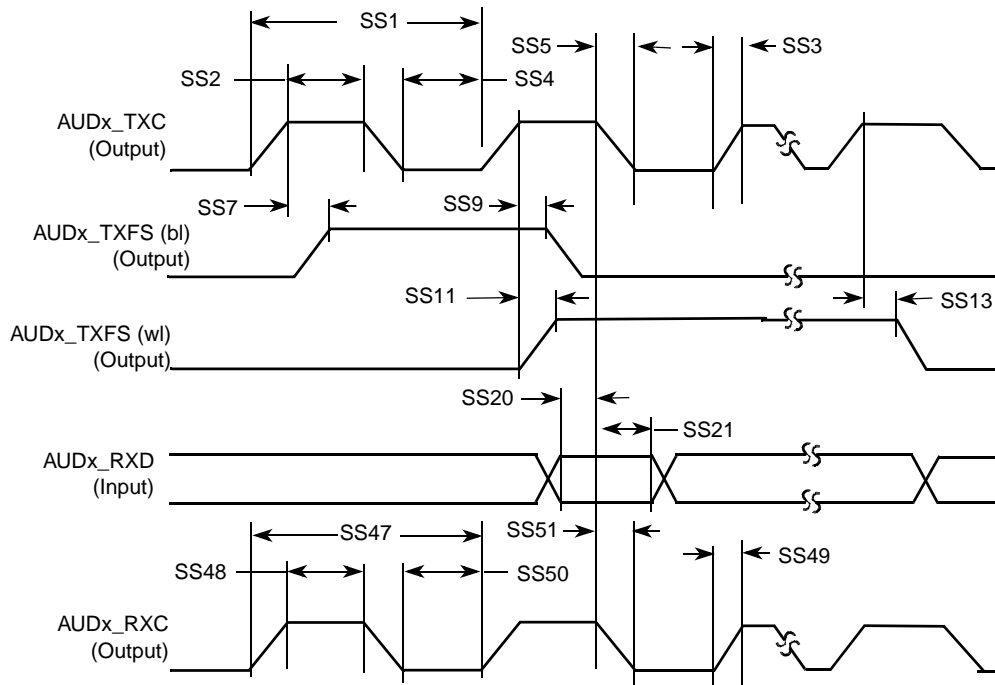 SS1
SS5
SS3
SS2
SS4
AUDx_TXC
(Output)
SS7
SS9
AUDx_TXFS (bl)
(Output)
SS11
SS13
AUDx_TXFS (wl)
(Output)
SS20
SS21
AUDx_RXD
(Input)
SS47
SS51
SS49
SS48
SS50
AUDx_RXC
(Output)